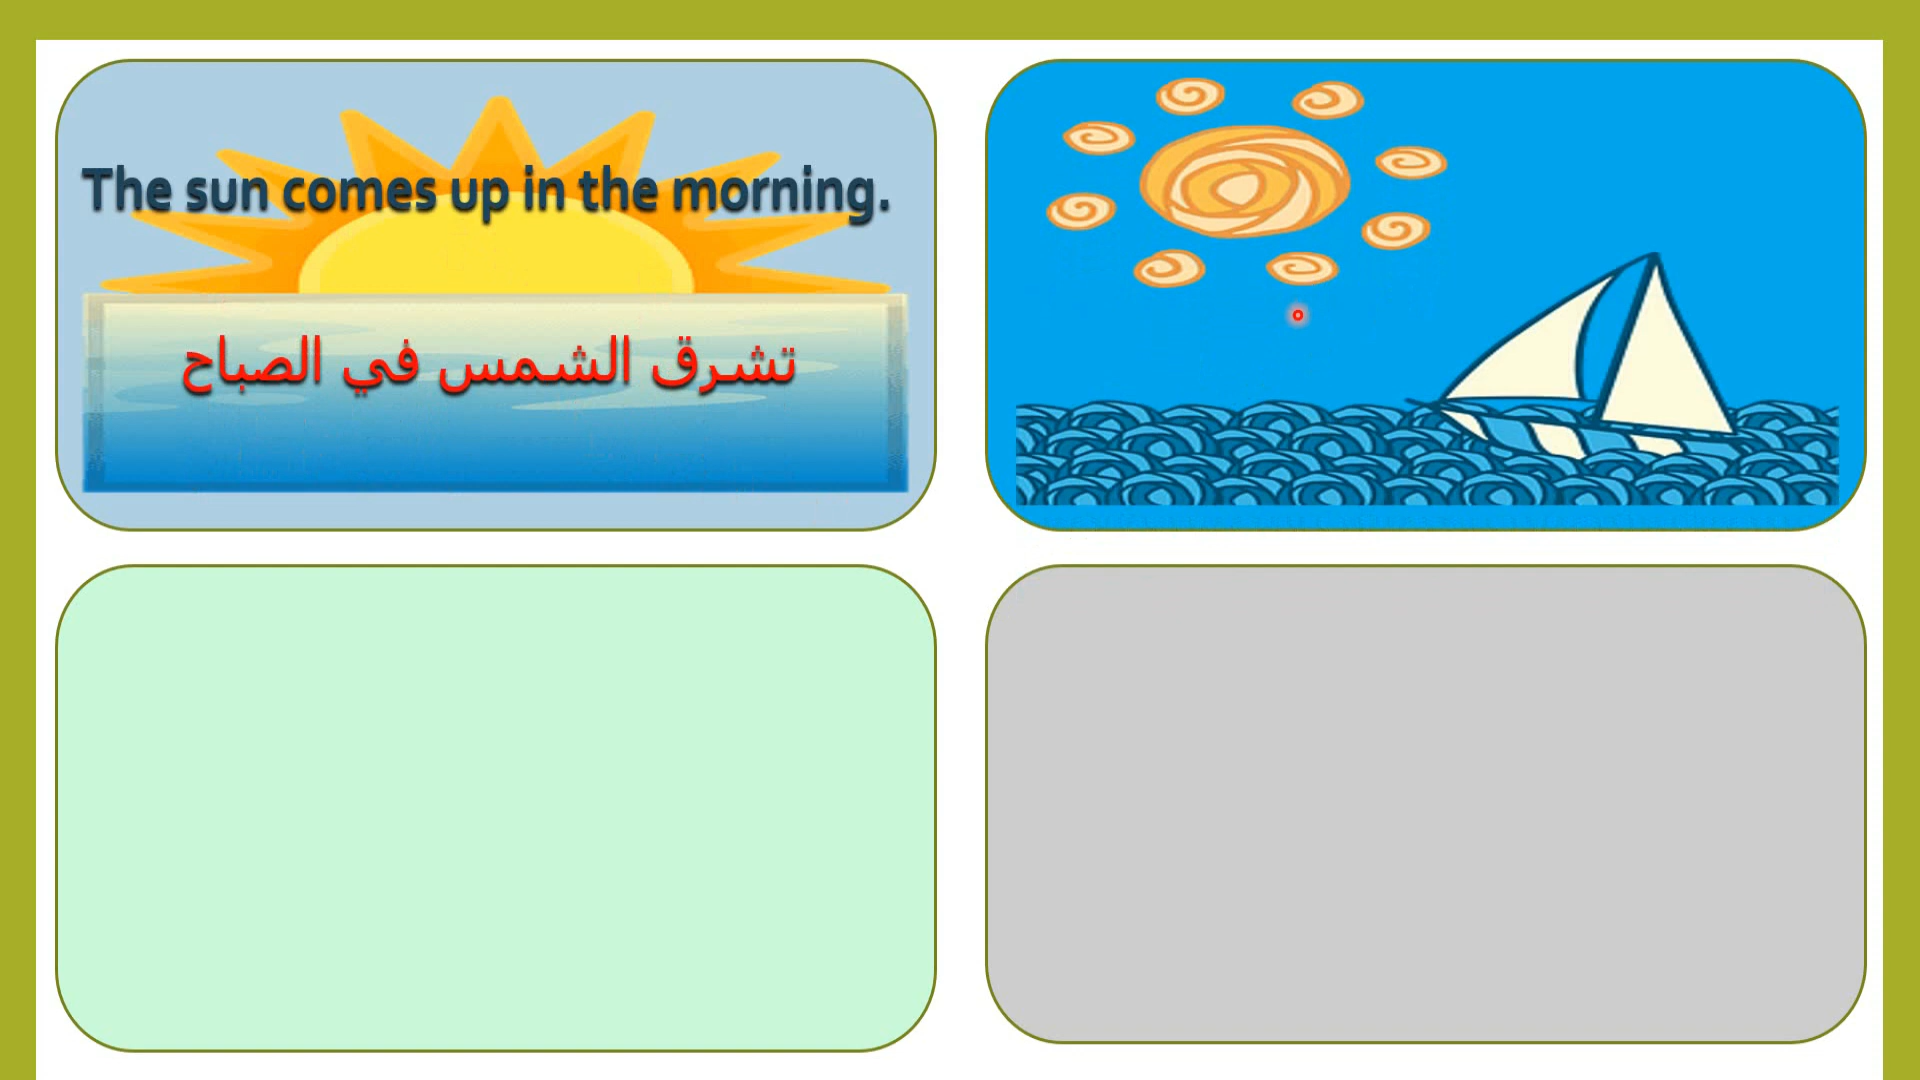 The sun comes up in the morning.
تشرق الشمس في الصباح